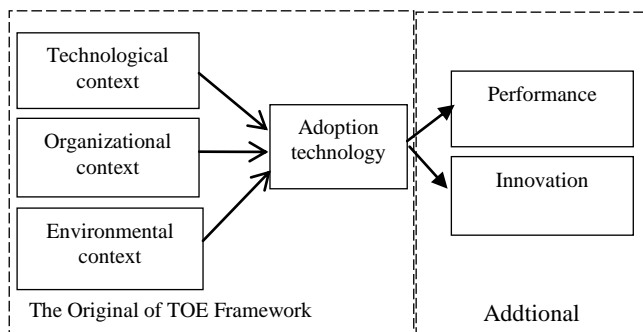 Technological
context
Organizational
context
Environmental
context
The Original of TOE Framework
Adoption
technology
Performance
Innovation
Addtional